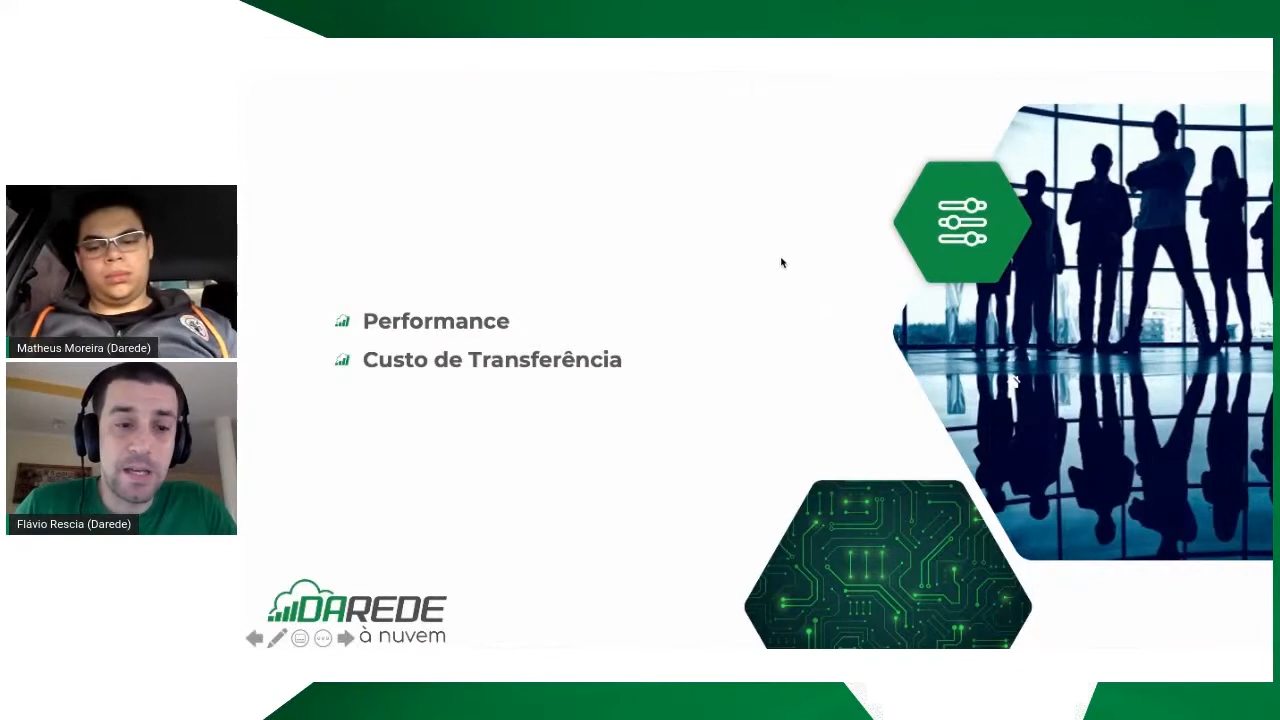 Performance
Custo de Transferência
Matheus Moreira (Darede)
Flávio Rescia (Darede)
DAREDE
à nuvem